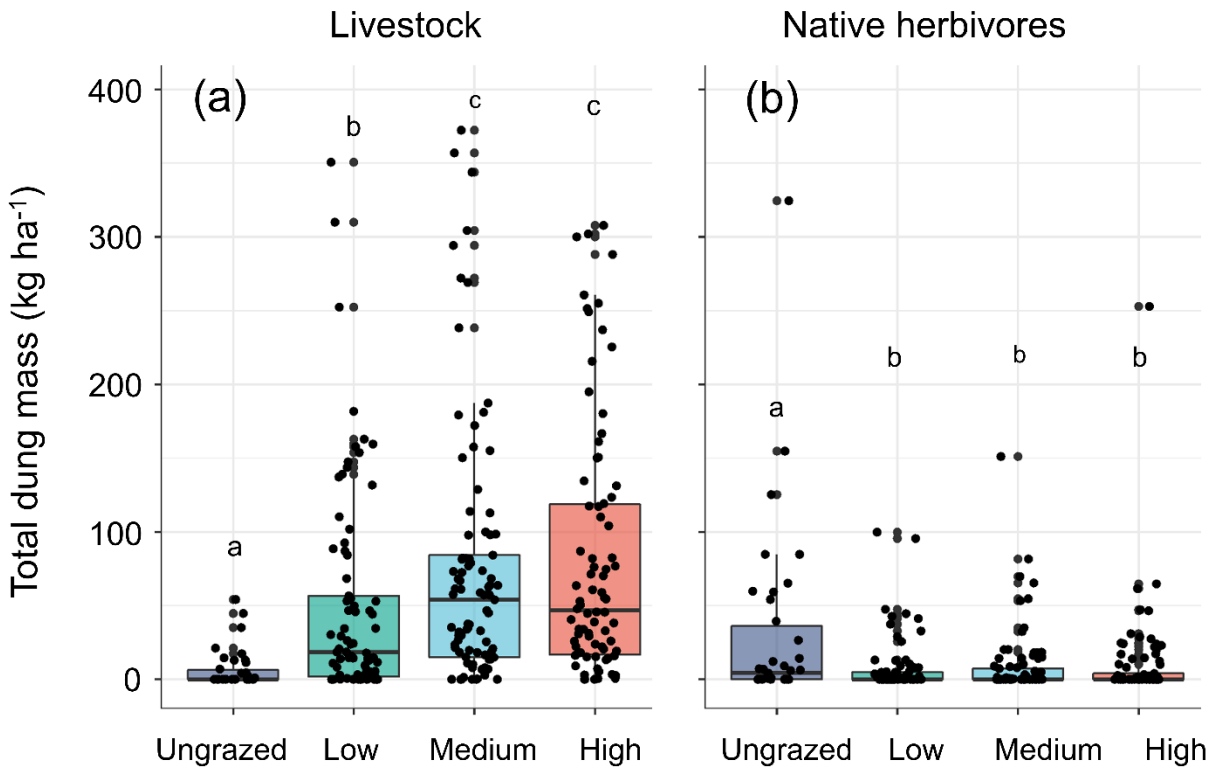 Livestock
Native herbivores
Total dung mass (kg ha-1)
400
300
200
100
0
(a)
a
b
c
c
(b)
a
b
b
b
Ungrazed Low Medium High
Ungrazed Low Medium High